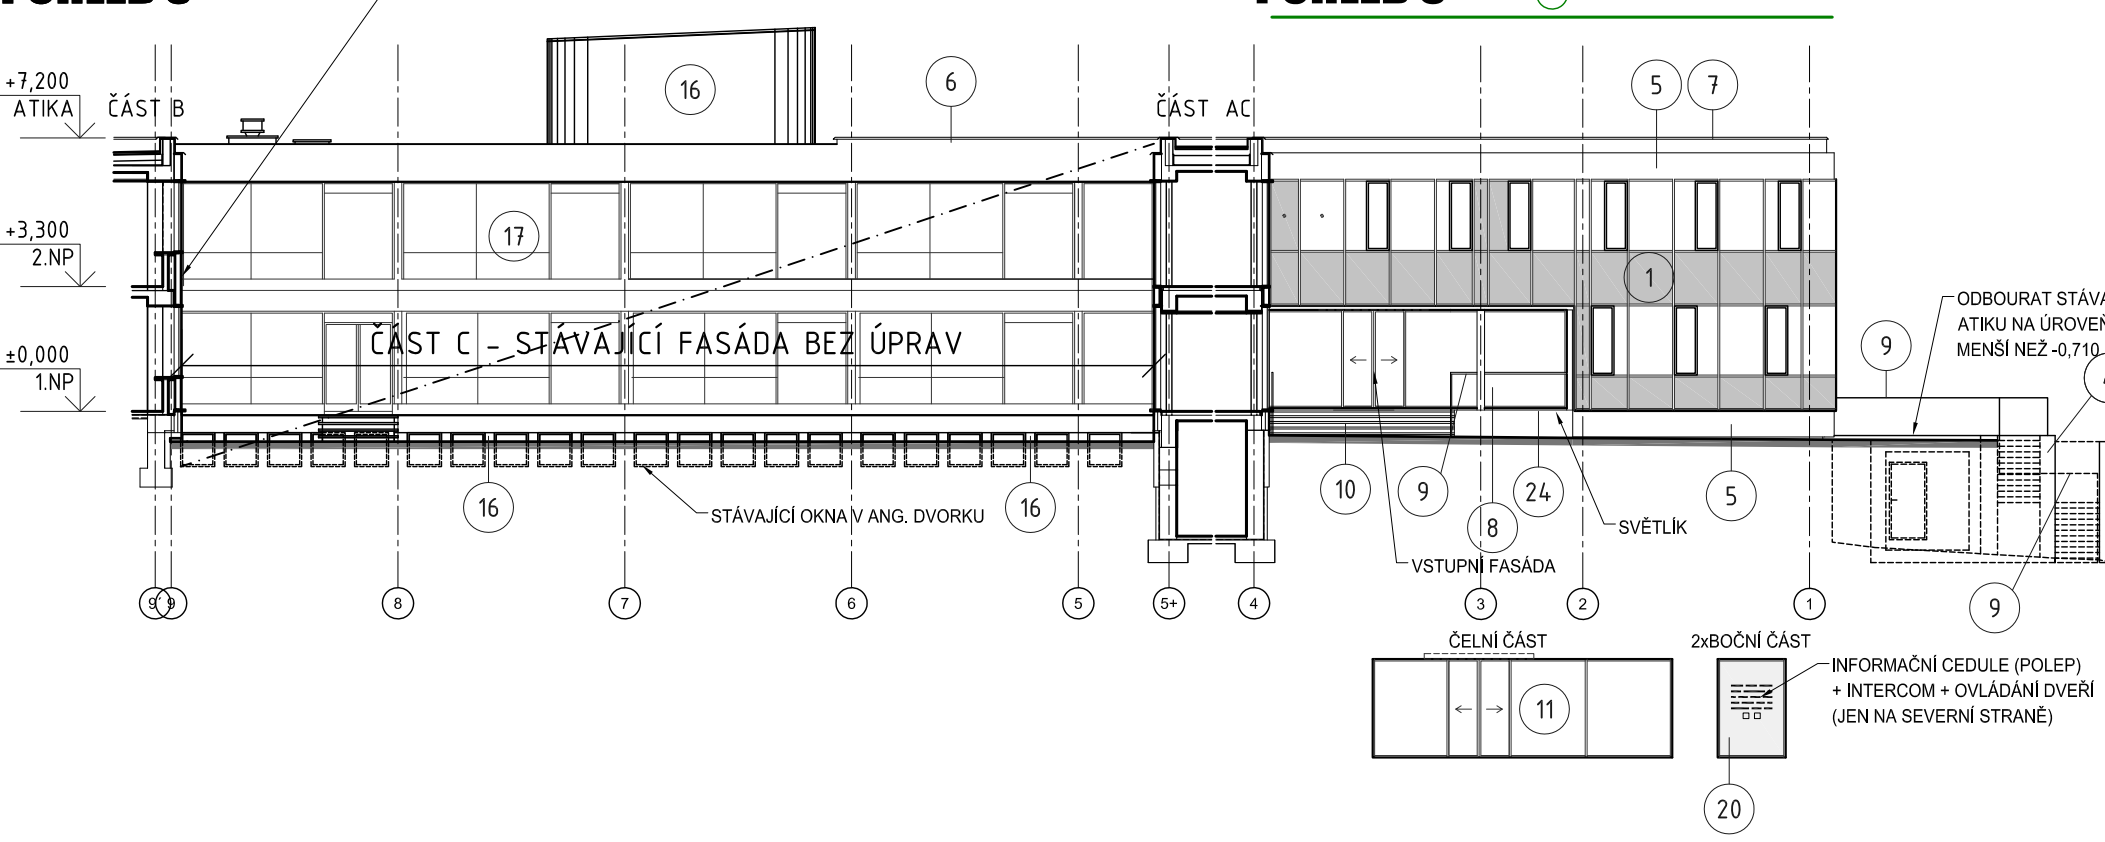 +7,200
ATIKA
ČÁST B
16
6
ČÁST AC
5
7
+3,300
2.NP
17
1
±0,000
1.NP
ČÁST C - STÁVAJÍCÍ FASÁDA BEZ ÚPRAV
ODBOURAT
ATIKU NA
MENŠÍ NEŽ -0,710
9
16
STÁVAJÍCÍ OKNA V ANG. DVORKU
16
10
9
8
24
SVĚTLÍK
5
VSTUPNÍ FASÁDA
9
9'
9
8
7
6
5
5+
4
3
2
1
ČELNÍ ČÁST
2xBOČNÍ ČÁST
11
INFORMAČNÍ CEDULE (POLEP)
+ INTERCOM + OVLÁDÁNÍ DVEŘÍ
(JEN NA SEVERNÍ STRANĚ)
20